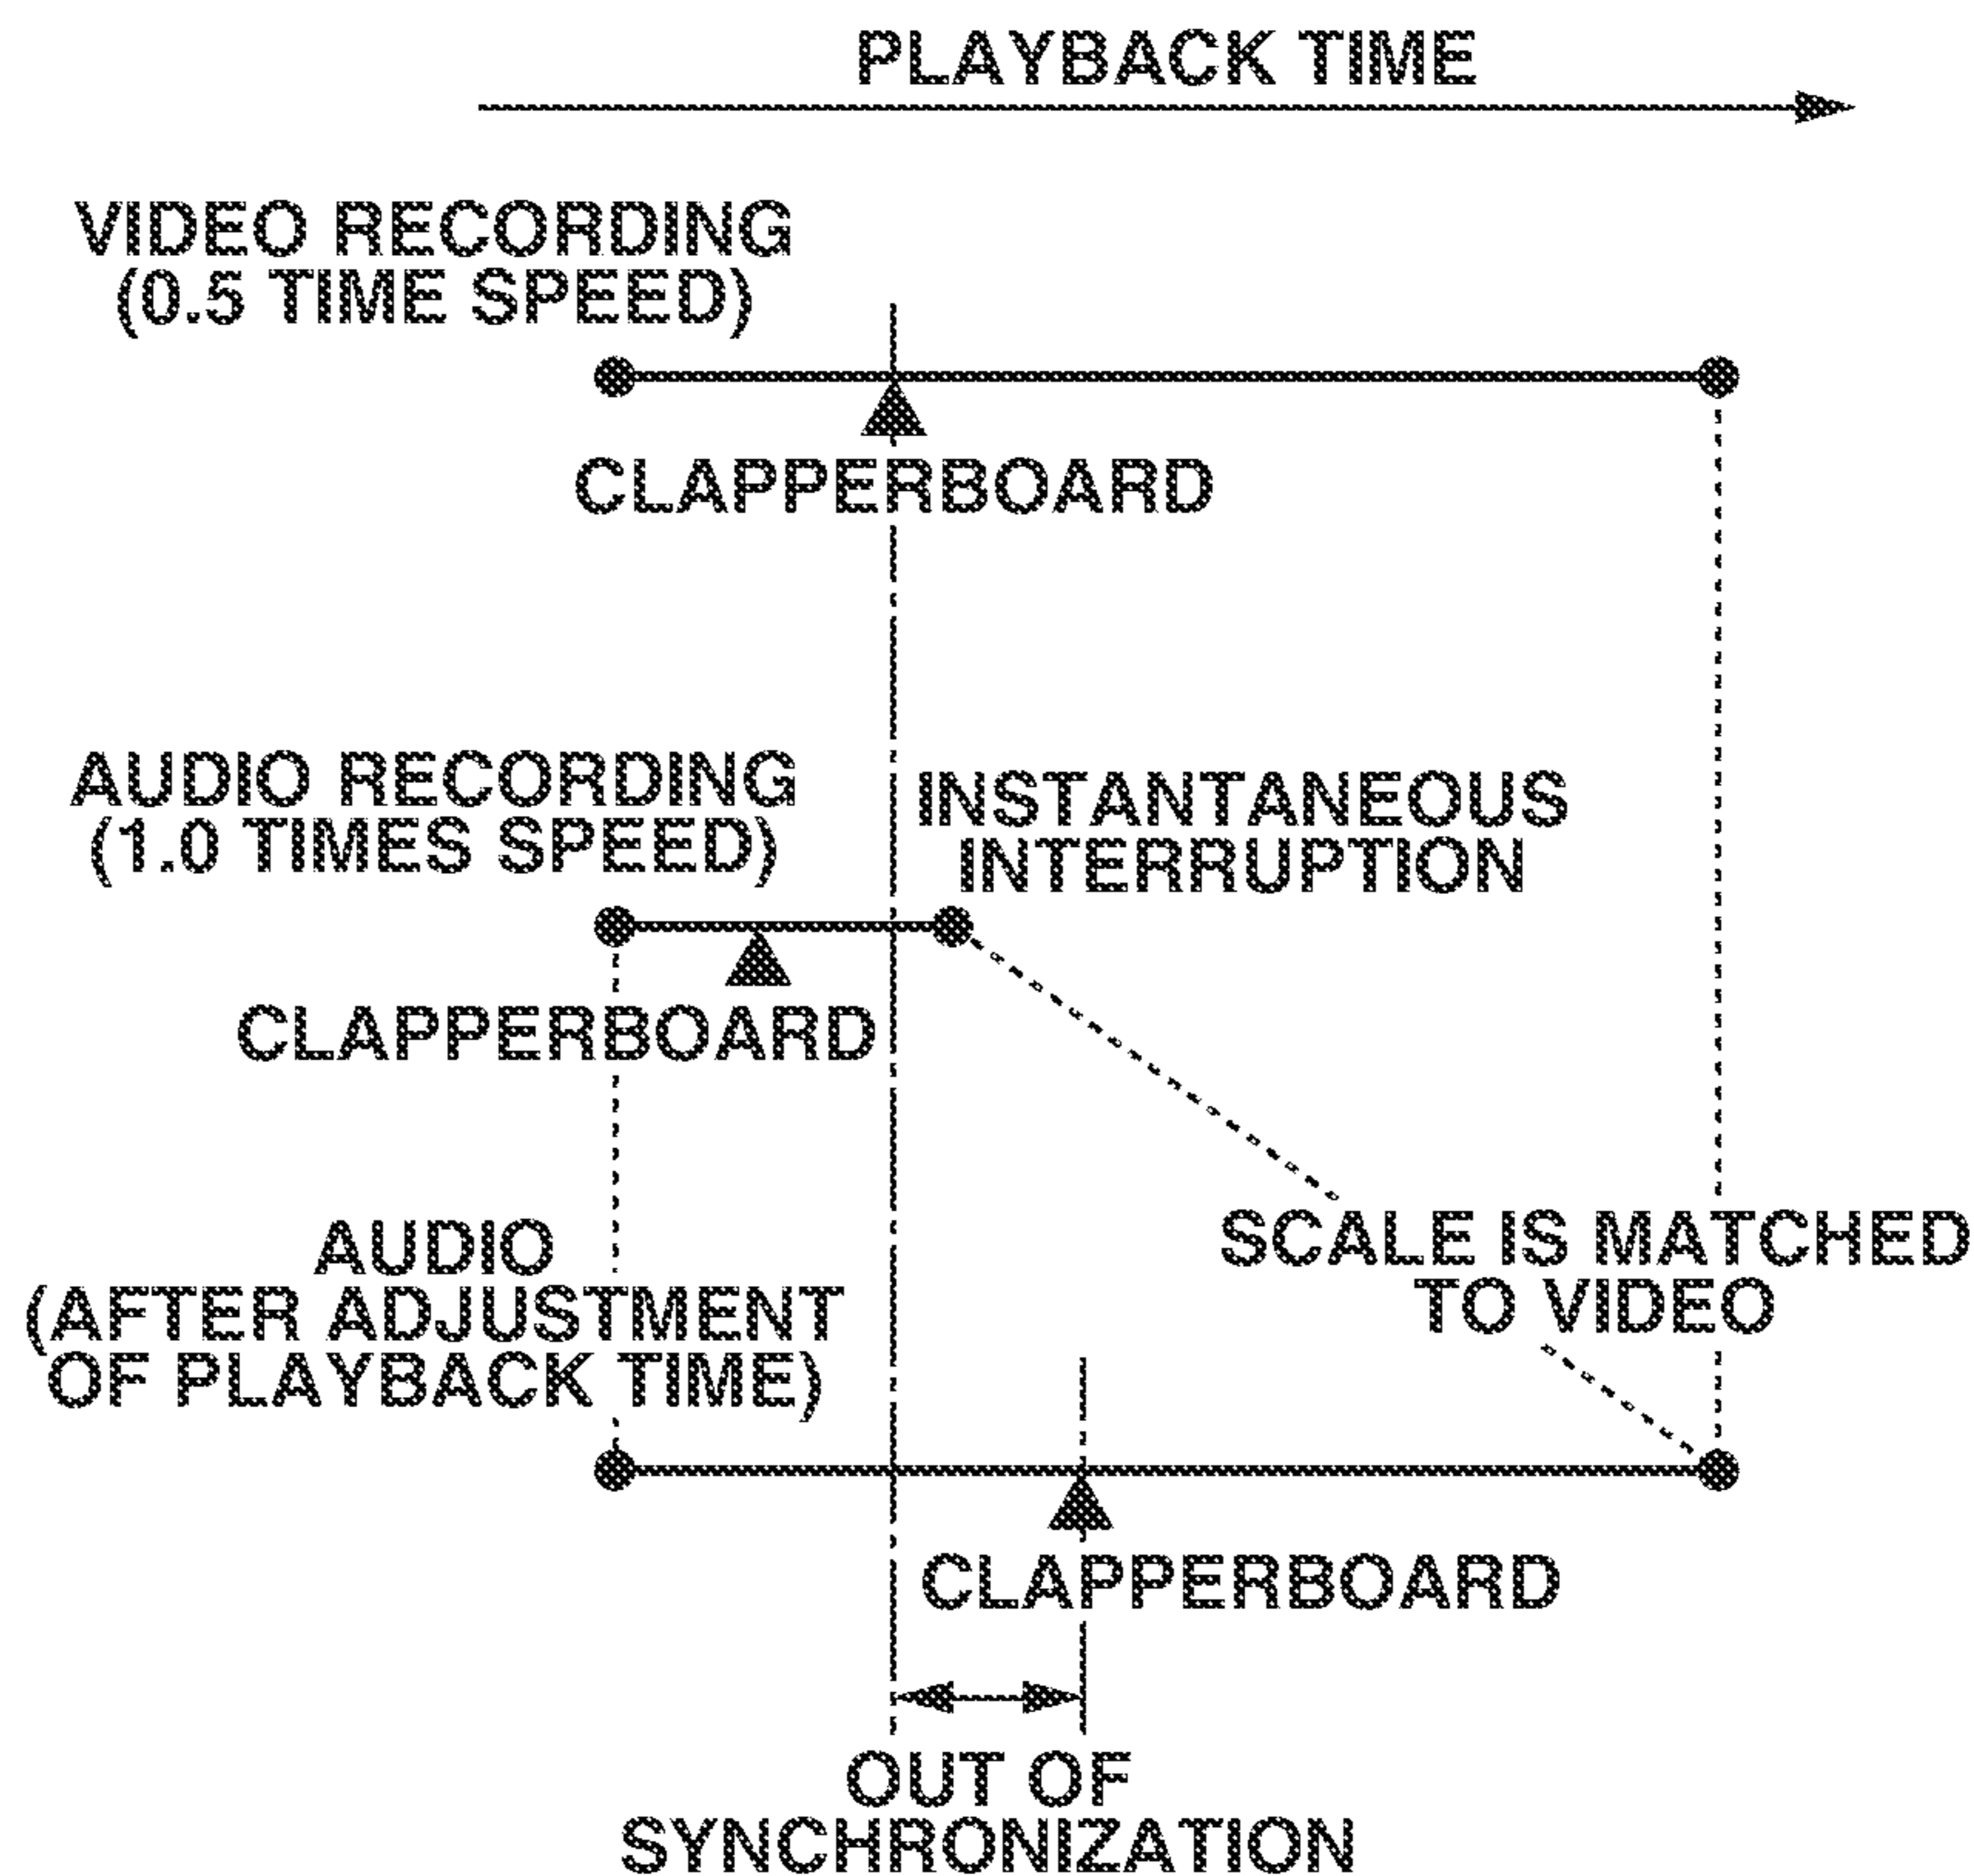 PLAYBACK TIME
VIDEO RECORDING
(0.5 TIME SPEED)
CLAPPERBOARD
AUDIO RECORDING
(1.0 TIMES SPEED)
INSTANTANEOUS
INTERRUPTION
CLAPPERBOARD
AUDIO
(AFTER ADJUSTMENT
OF PLAYBACK TIME)
SCALE IS MATCHED
TO VIDEO
CLAPPERBOARD
OUT OF
SYNCHRONIZATION